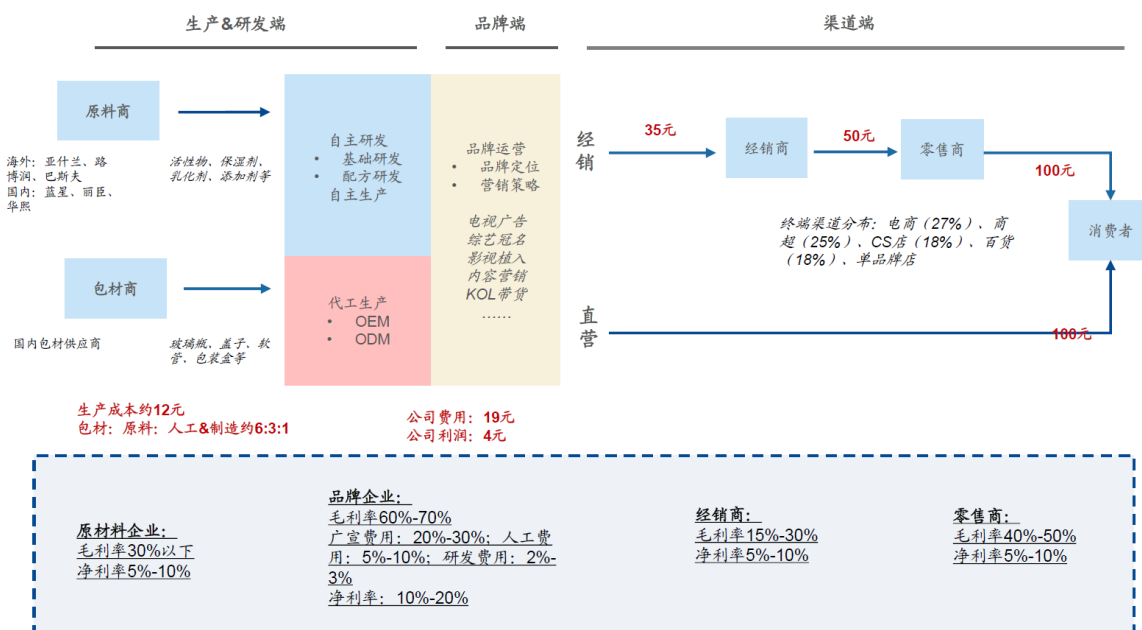 生产&研发端
品牌端
渠道端
原料商
海外：亚什兰、路
博润、巴斯夫
国内：蓝星、丽臣、
华熙
活性物、保湿剂、
乳化剂、添加剂等
包材商
国内包材供应商
玻璃瓶、盖子、软
管、包装盒等
自主研发
• 基础研发
• 配方研发
自主生产
代工生产
• OEM
• ODM
品牌运营
• 品牌定位
• 营销策略
电视广告
综艺冠名
影视植入
内容营销
KOL带货
……
经
销
35元
经销商
50元
零售商
100元
消费者
终端渠道分布：电商（27%）、商
超（25%）、CS店（18%）、百货
（18%）、单品牌店
直
营
100元
生产成本约12元
包材：原料：人工&制造约6:3:1
公司费用：19元
公司利润：4元
原材料企业：
毛利率30%以下
净利率5%-10%
品牌企业：
毛利率60%-70%
广宣费用：20%-30%；人工费
用：5%-10%；研发费用：2%-
3%
净利率：10%-20%
经销商：
毛利率15%-30%
净利率5%-10%
零售商：
毛利率40%-50%
净利率5%-10%